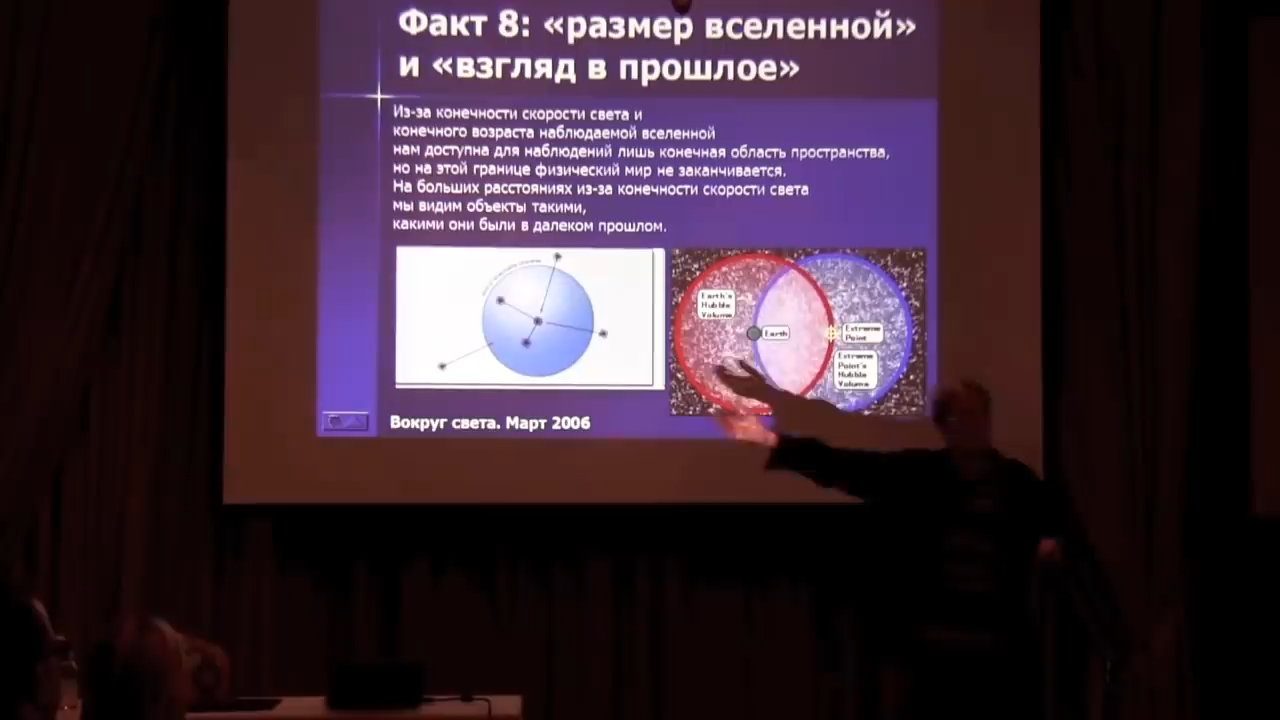 Факт 8: «размер вселенной»
и «взгляд в прошлое»
Из-за конечности скорости света и
конечного возраста наблюдаемой вселенной
нам доступна для наблюдений лишь конечная область пространства,
но на этой границе физический мир не заканчивается.
На больших расстояниях из-за конечности скорости света
мы видим объекты такими,
какими они были в далеком прошлом.
Earth's
Hubble
Volume
Earth
Extreme
Point
Extreme
Point's
Hubble
Volume
Вокруг света. Март 2006